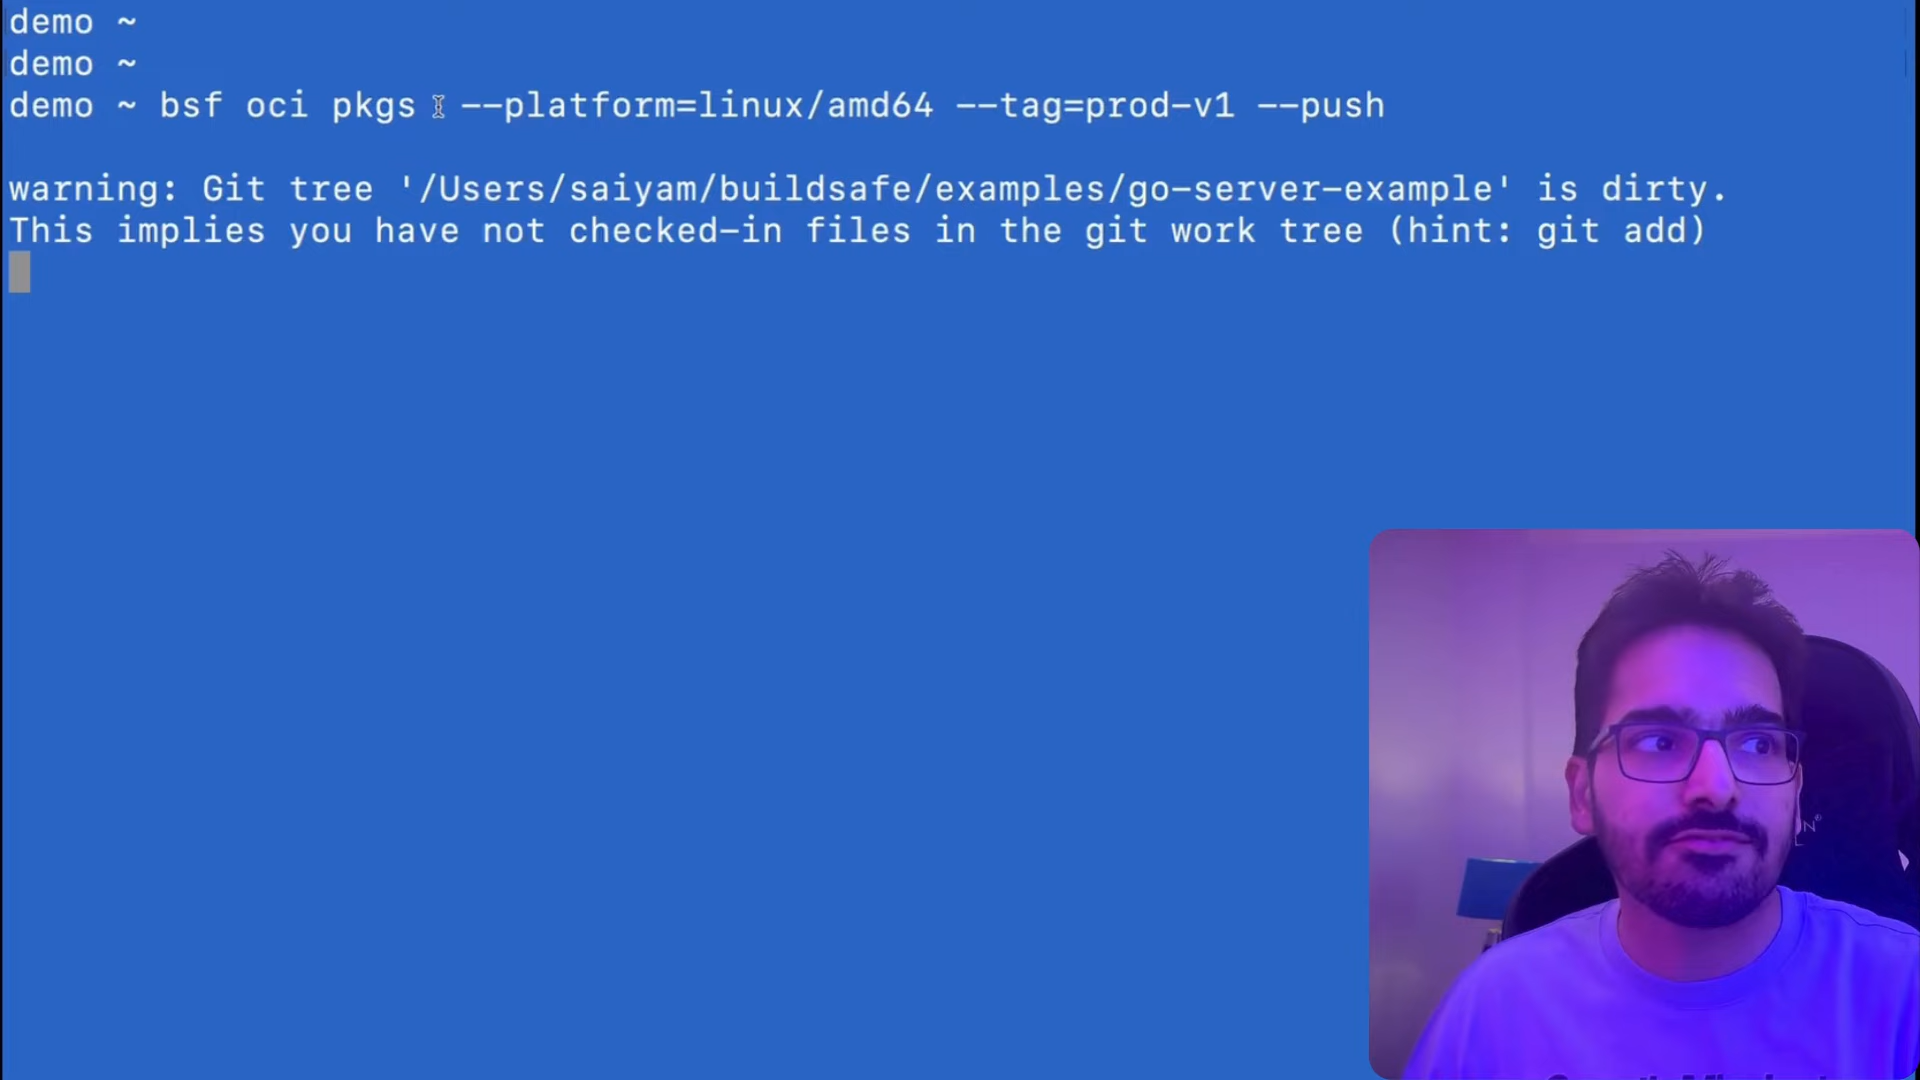 demo ~
demo ~
demo ~ bsf oci pkgs --platform=linux/amd64 --tag=prod-v1 --push
warning: Git tree '/Users/saiyam/buildsafe/examples/go-server-example' is dirty.
This implies you have not checked-in files in the git work tree (hint: git add)